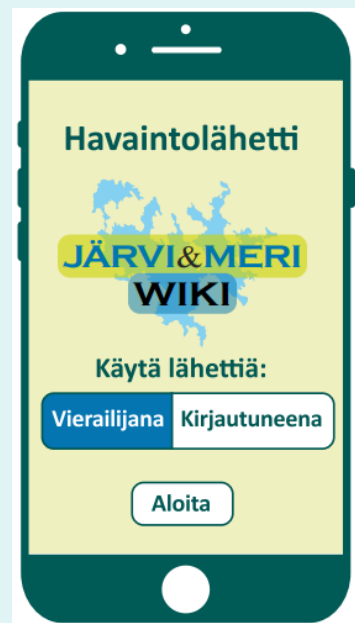 Havaintolähetti
JÄRVI&MERI
WIKI
Käytä lähettiä:
Vierailijana Kirjautuneena
Aloita